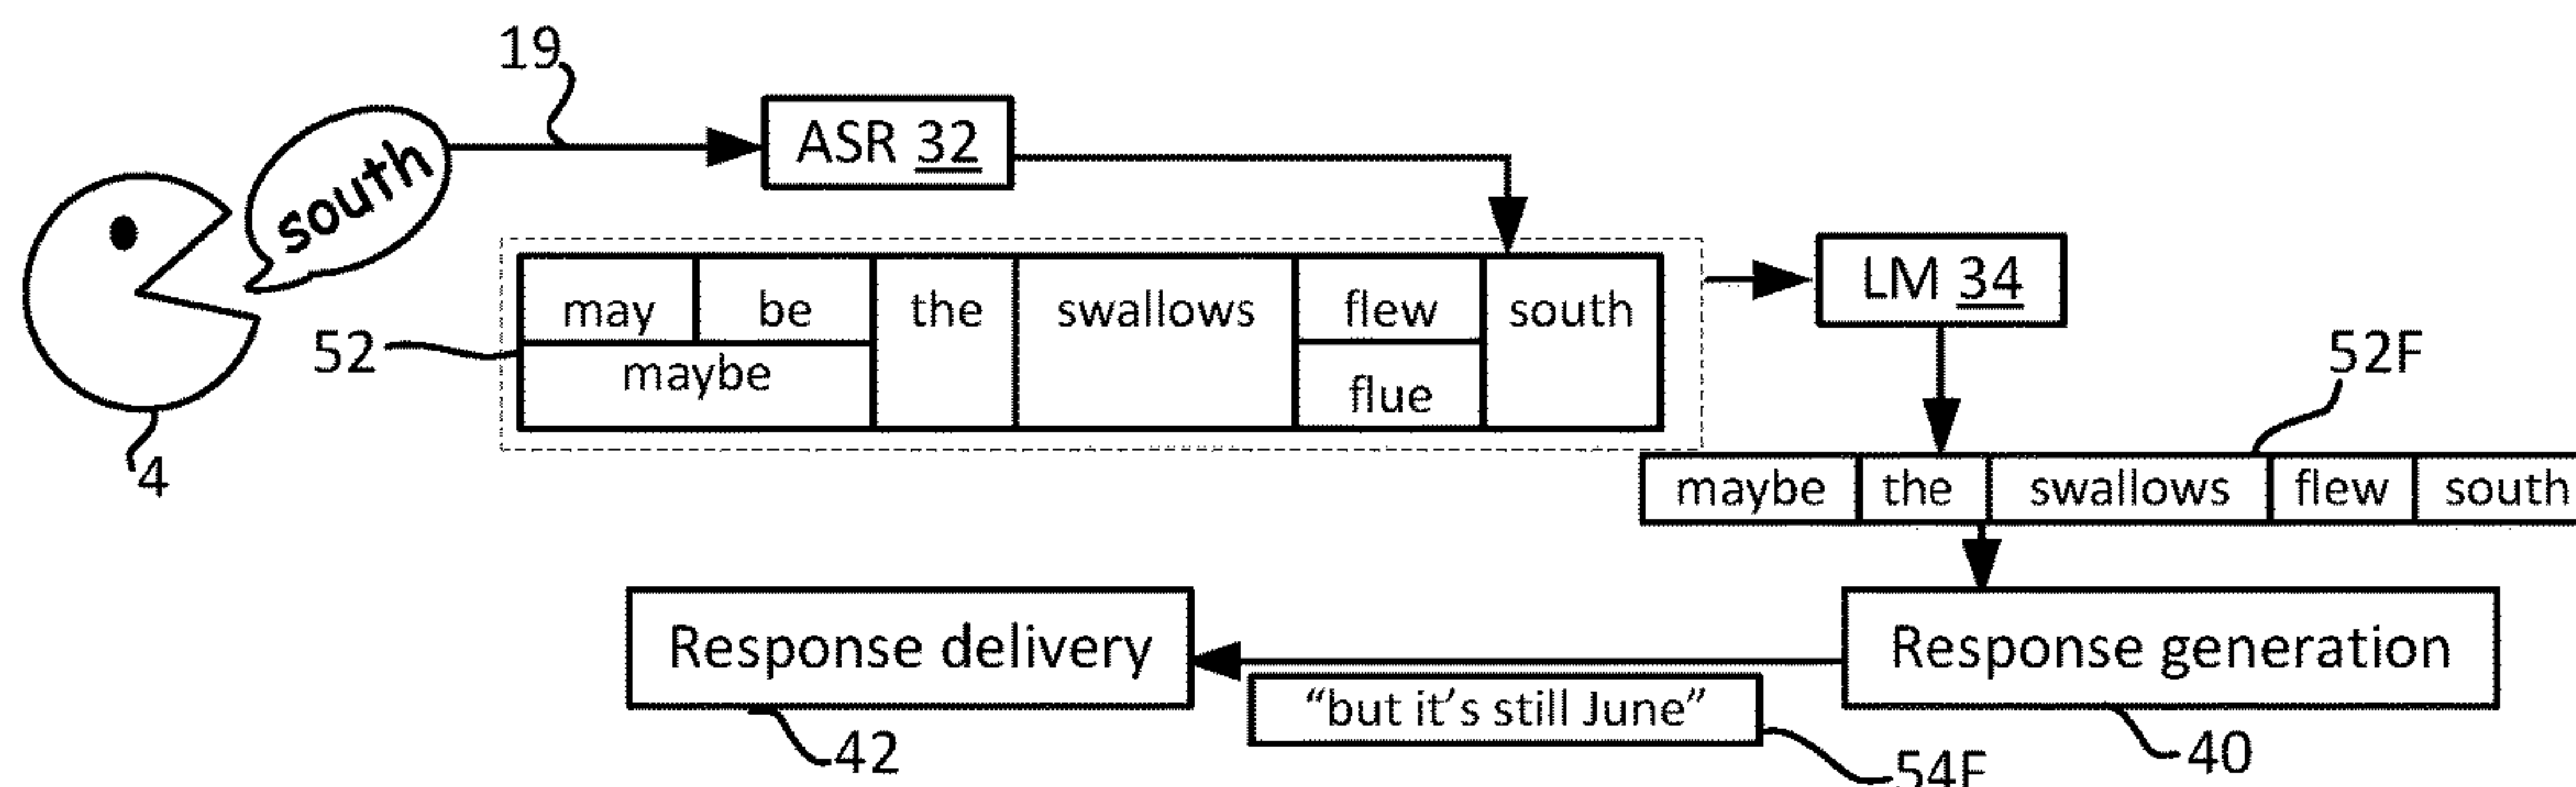 19
south
ASR 32
may be the swallows flew south
maybe flue
52
LM 34
52F
4
maybe the swallows flew south
Response delivery
Response generation
"but it's still June"
42
40